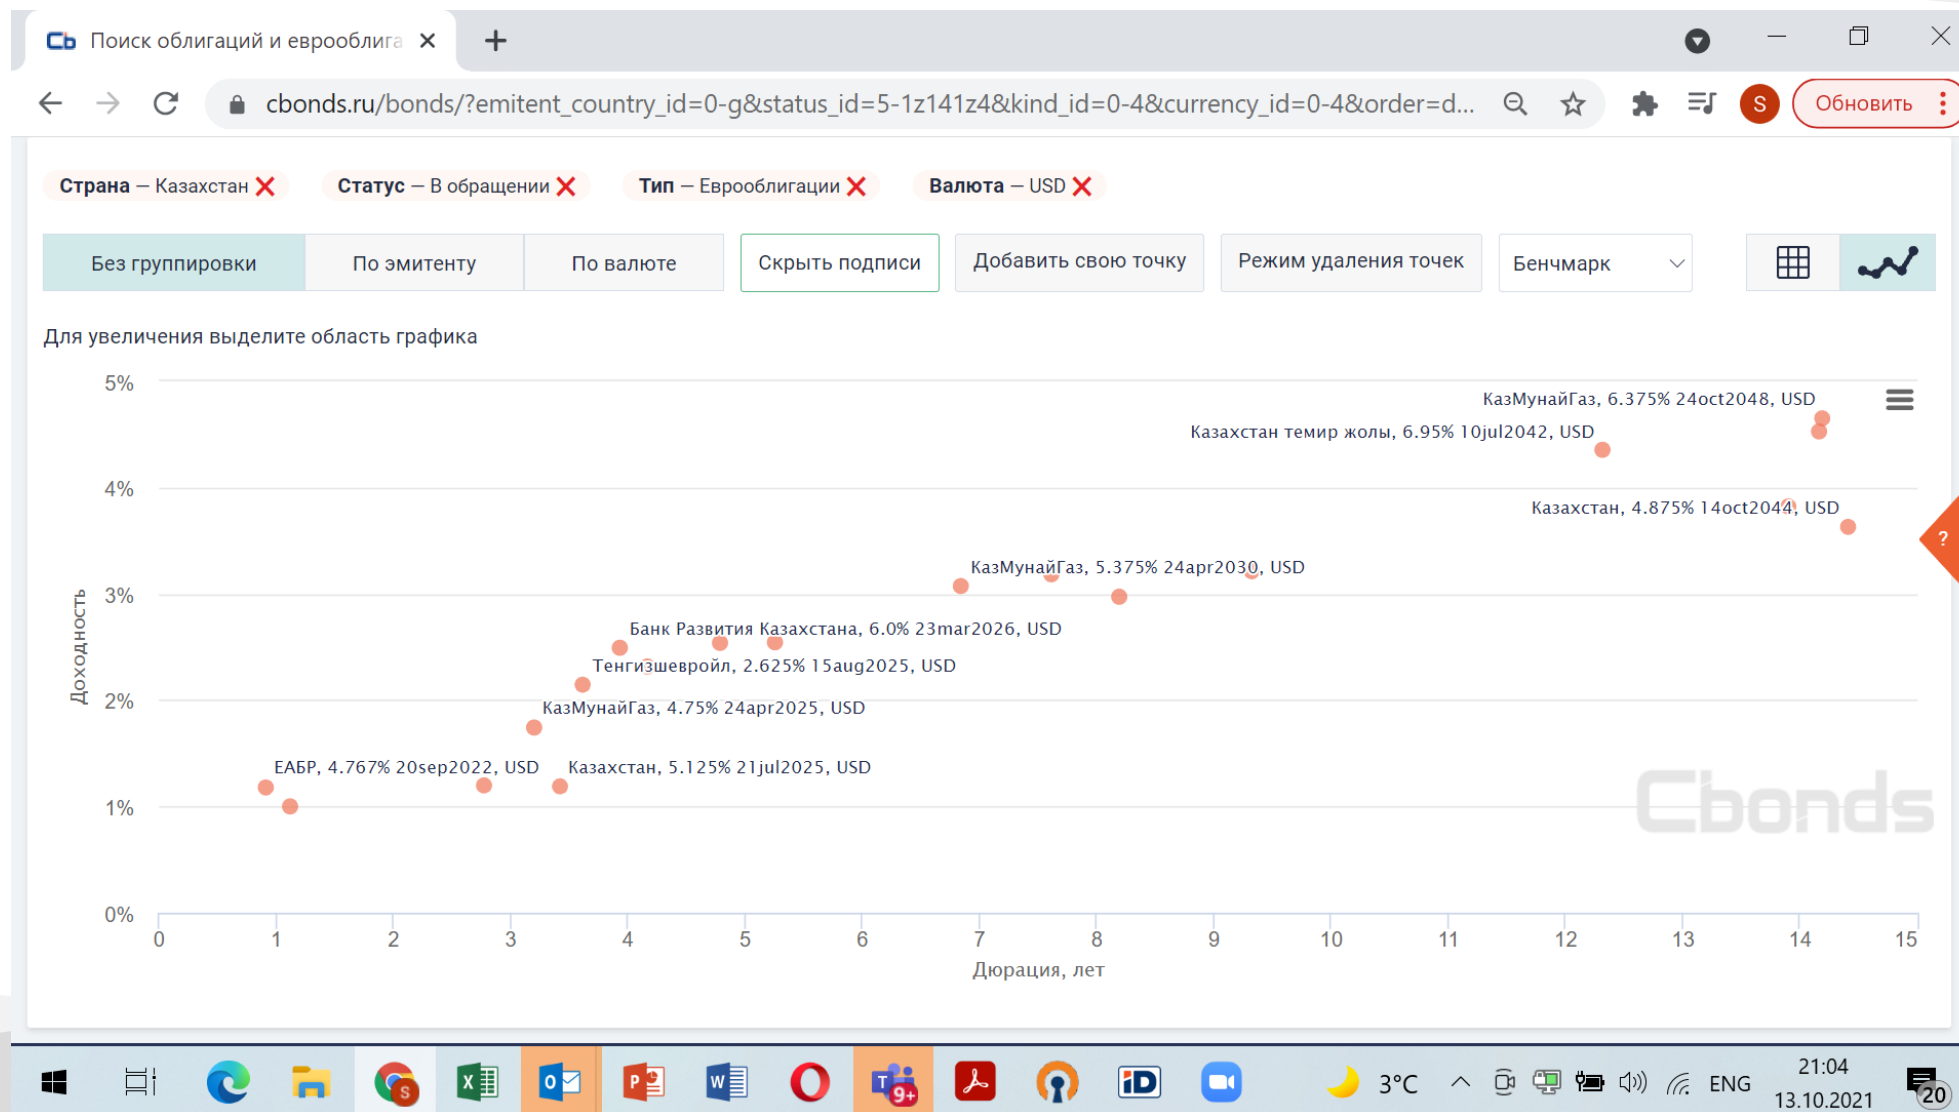 Cb Поиск облигаций и еврооблига
cbonds.ru/bonds/?emitent_country_id=0-g&status_id=5-1z141z4&kind_id=0-4&currency_id=0-4&order=d...
S
Обновить
Страна — Казахстан
Статус — В обращении
Тип — Еврооблигации
Валюта — USD
Без группировки
По эмитенту
По валюте
Скрыть подписи
Добавить свою точку
Режим удаления точек
Бенчмарк
Для увеличения выделите область графика
5%
4%
3%
2%
1%
0%
Доходность
КазМунайГаз, 6.375% 24oct2048, USD
Казахстан темир жолы, 6.95% 10jul2042, USD
Казахстан, 4.875% 14oct2044, USD
?
КазМунайГаз, 5.375% 24apr2030, USD
Банк Развития Казахстана, 6.0% 23mar2026, USD
Тенгизшевройл, 2.625% 15aug2025, USD
КазМунайГаз, 4.75% 24apr2025, USD
ЕАБР, 4.767% 20sep2022, USD
Казахстан, 5.125% 21jul2025, USD
Cbonds
0 1 2 3 4 5 6 7 8 9 10 11 12 13 14 15
Дюрация, лет
S
X
O
P
W
T
9+
iD
3°C
ENG
21:04
13.10.2021
20